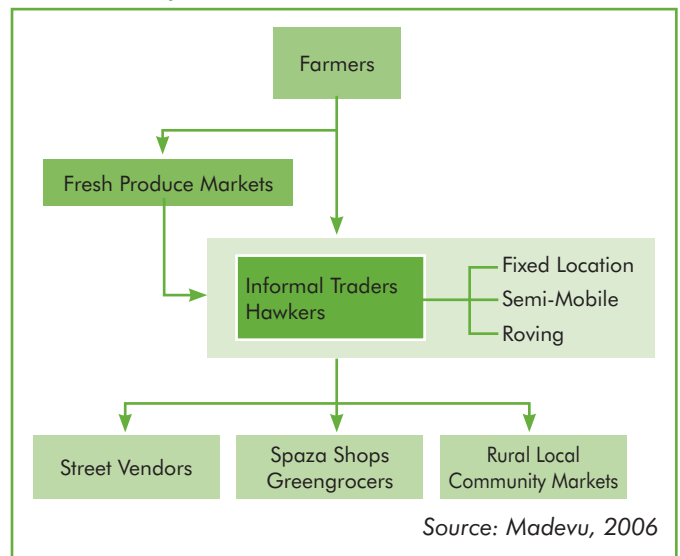 Farmers
Fresh Produce Markets
Informal Traders
Hawkers
Fixed Location
Semi-Mobile
Roving
Street Vendors
Spaza Shops
Greengrocers
Rural Local
Community Markets
Source: Madevu, 2006